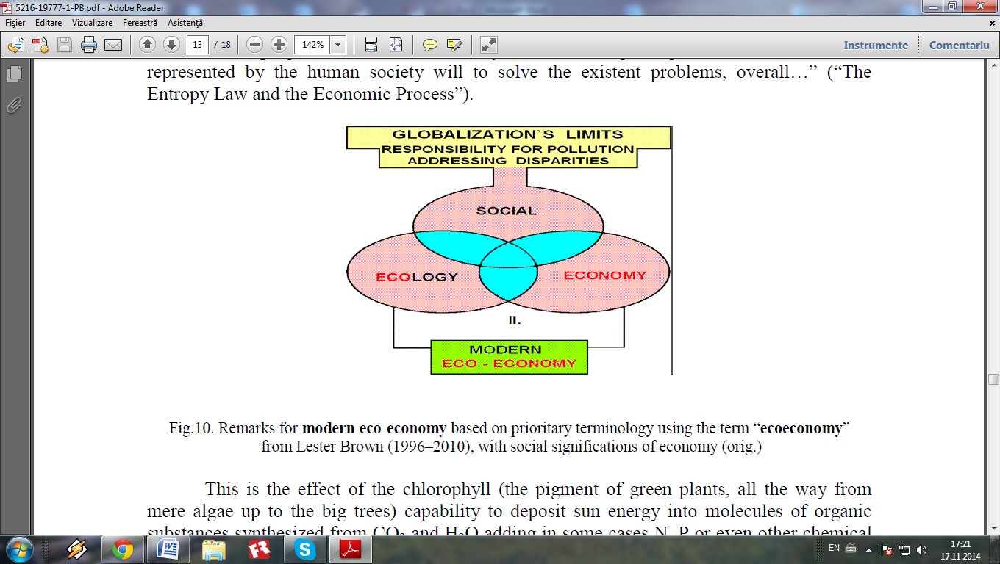 5216-19777-1-PB.pdf - Adobe Reader
Fişier Editare Vizualizare Fereastră Asistenţă
13 / 18 142% Instrumente Comentariu
represented by the human society will to solve the existent problems, overall…” (“The
Entropy Law and the Economic Process”).
GLOBALIZATION`S LIMITS
RESPONSIBILITY FOR POLLUTION
ADDRESSING DISPARITIES
SOCIAL
ECOLOGY ECONOMY
II.
MODERN
ECO - ECONOMY
Fig.10. Remarks for modern eco-economy based on prioritary terminology using the term “ecoeconomy”
from Lester Brown (1996–2010), with social significations of economy (orig.)
This is the effect of the chlorophyll (the pigment of green plants, all the way from
mere algae up to the big trees) capability to deposit sun energy into molecules of organic
substances synthesized from CO2 and H2O adding in some cases N, P or even other chemical
EN 17:21
17.11.2014